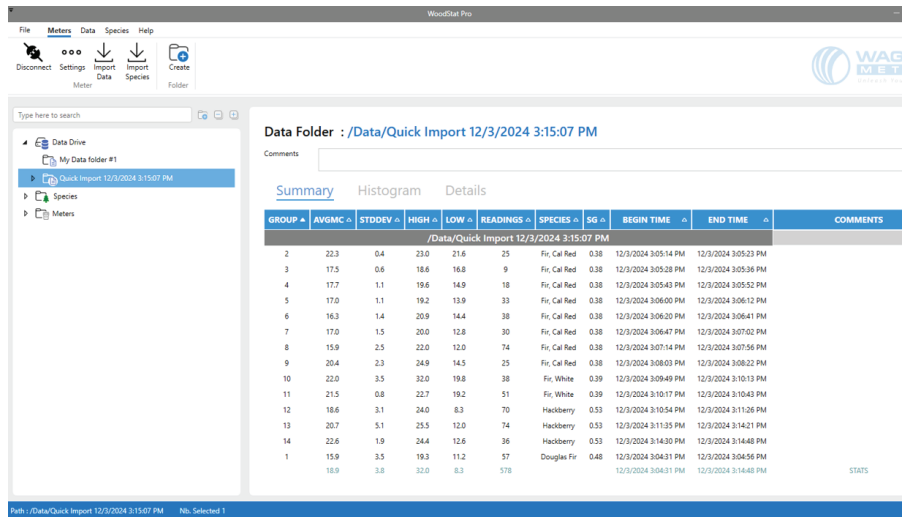 WoodStat Pro
File Meters Data Species Help
Disconnect Settings Import Data Import Species Create
Meter Folder
WAG
MET
Type here to search
Data Drive
My Data folder #1
Quick Import 12/3/2024 3:15:07 PM
Species
Meters
Data Folder : /Data/Quick Import 12/3/2024 3:15:07 PM
Comments
Summary Histogram Details
GROUP AVGMC STDDEV HIGH LOW READINGS SPECIES SG BEGIN TIME END TIME COMMENTS
/Data/Quick Import 12/3/2024 3:15:07 PM
2 22.3 0.4 23.0 21.6 25 Fir, Cal Red 0.38 12/3/2024 3:05:14 PM 12/3/2024 3:05:23 PM
3 17.5 0.6 18.6 16.8 9 Fir, Cal Red 0.38 12/3/2024 3:05:28 PM 12/3/2024 3:05:36 PM
4 17.7 1.1 19.6 14.9 18 Fir, Cal Red 0.38 12/3/2024 3:05:43 PM 12/3/2024 3:05:52 PM
5 17.0 1.1 19.2 13.9 33 Fir, Cal Red 0.38 12/3/2024 3:06:00 PM 12/3/2024 3:06:12 PM
6 16.3 1.4 20.9 14.4 38 Fir, Cal Red 0.38 12/3/2024 3:06:20 PM 12/3/2024 3:06:41 PM
7 17.0 1.5 20.0 12.8 30 Fir, Cal Red 0.38 12/3/2024 3:06:47 PM 12/3/2024 3:07:02 PM
8 15.9 2.5 22.0 12.0 74 Fir, Cal Red 0.38 12/3/2024 3:07:14 PM 12/3/2024 3:07:56 PM
9 20.4 2.3 24.9 14.5 25 Fir, Cal Red 0.38 12/3/2024 3:08:03 PM 12/3/2024 3:08:22 PM
10 22.0 3.5 32.0 19.8 38 Fir, White 0.39 12/3/2024 3:09:49 PM 12/3/2024 3:10:13 PM
11 21.5 0.8 22.7 19.2 51 Fir, White 0.39 12/3/2024 3:10:17 PM 12/3/2024 3:10:43 PM
12 18.6 3.1 24.0 8.3 70 Hackberry 0.53 12/3/2024 3:10:54 PM 12/3/2024 3:11:26 PM
13 20.7 5.1 25.5 12.0 74 Hackberry 0.53 12/3/2024 3:11:35 PM 12/3/2024 3:14:21 PM
14 22.6 1.9 24.4 12.6 36 Hackberry 0.53 12/3/2024 3:14:30 PM 12/3/2024 3:14:48 PM
1 15.9 3.5 19.3 11.2 57 Douglas Fir 0.48 12/3/2024 3:04:31 PM 12/3/2024 3:04:56 PM
18.9 3.8 32.0 8.3 578 12/3/2024 3:04:31 PM 12/3/2024 3:14:48 PM STATS
Path : /Data/Quick Import 12/3/2024 3:15:07 PM Nb. Selected 1